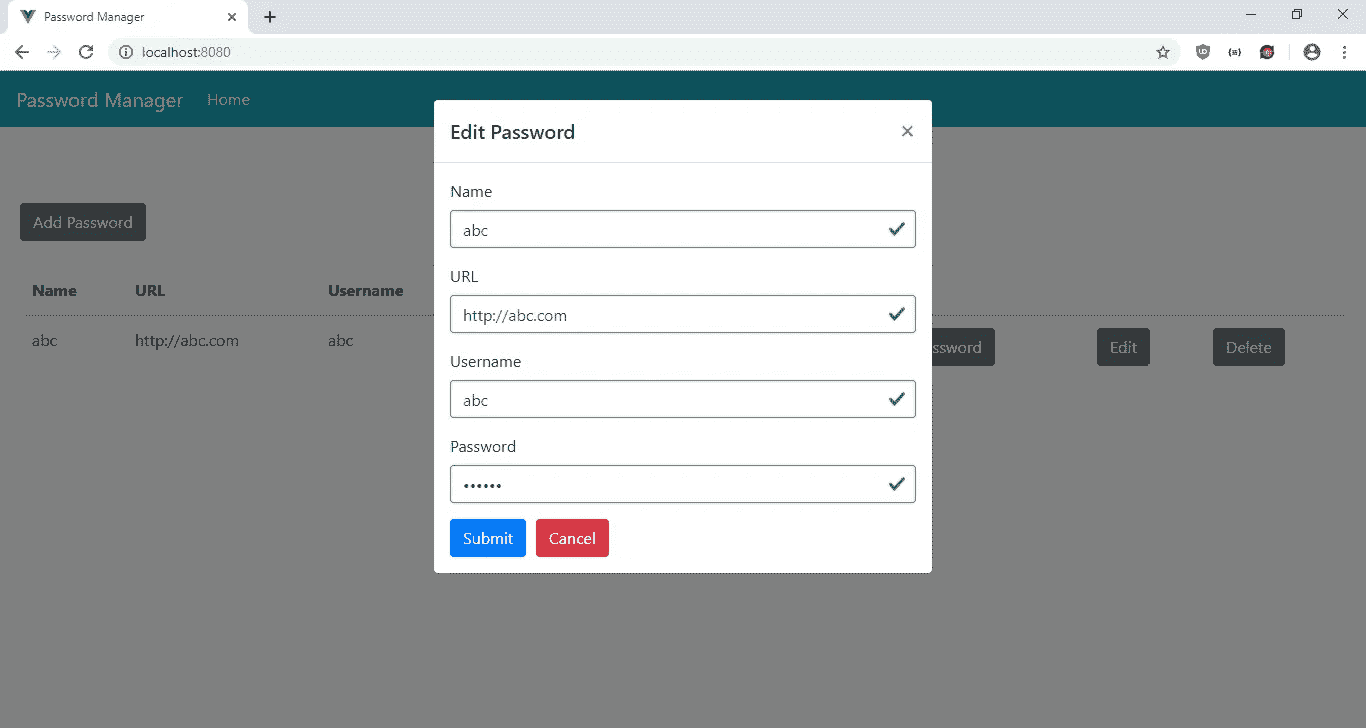 Password Manager
localhost:8080
Password Manager Home
Edit Password
Name
abc
URL
http://abc.com
Username
abc
Password
••••••
Submit Cancel
Add Password
Name URL Username
abc http://abc.com abc ssword Edit Delete